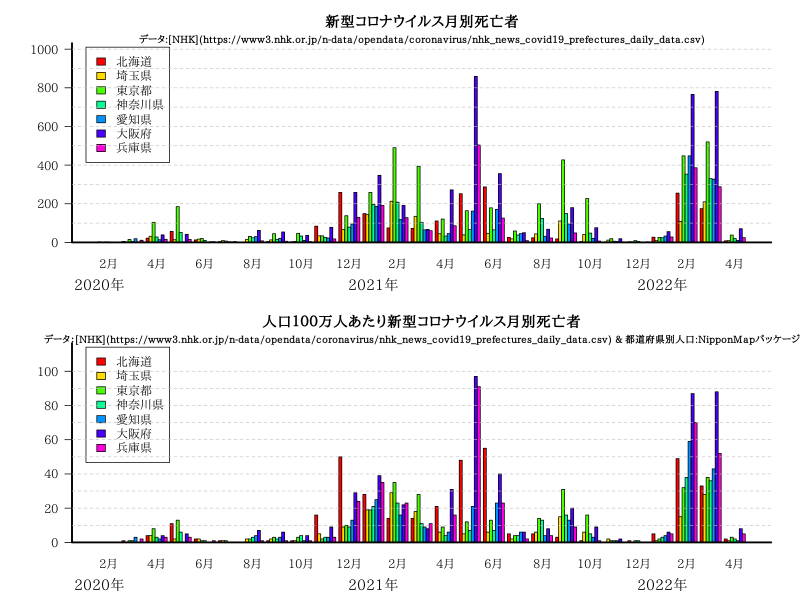 新型コロナウイルス月別死亡者
データ:[NHK](https://www3.nhk.or.jp/n-data/opendata/coronavirus/nhk_news_covid19_prefectures_daily_data.csv)
1000
800
600
400
200
0
北海道
埼玉県
東京都
神奈川県
愛知県
大阪府
兵庫県
2月 4月 6月 8月 10月 12月 2月 4月 6月 8月 10月 12月 2月 4月
2020年 2021年 2022年
人口100万人あたり新型コロナウイルス月別死亡者
データ:[NHK](https://www3.nhk.or.jp/n-data/opendata/coronavirus/nhk_news_covid19_prefectures_daily_data.csv) & 都道府県別人口:NipponMapパッケージ
100
80
60
40
20
0
北海道
埼玉県
東京都
神奈川県
愛知県
大阪府
兵庫県
2月 4月 6月 8月 10月 12月 2月 4月 6月 8月 10月 12月 2月 4月
2020年 2021年 2022年